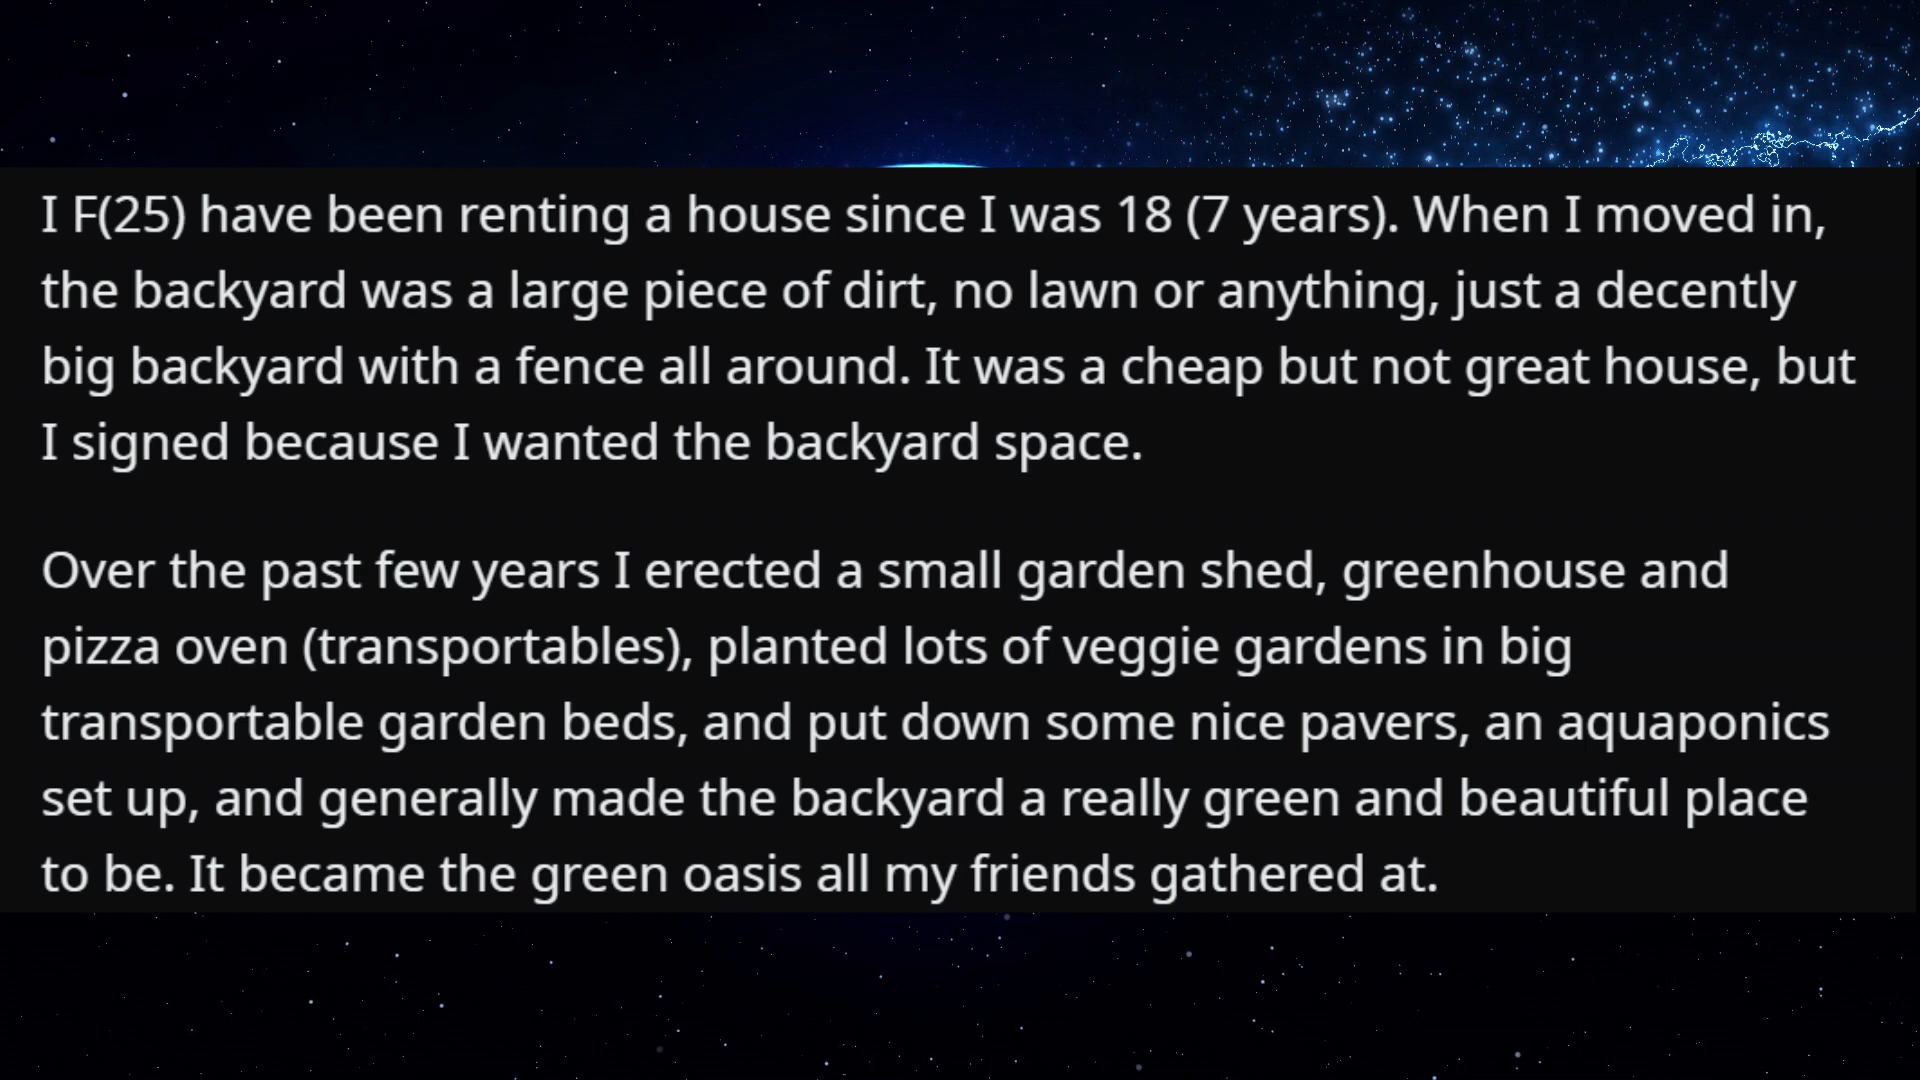 I F(25) have been renting a house since I was 18 (7 years). When I moved in,
the backyard was a large piece of dirt, no lawn or anything, just a decently
big backyard with a fence all around. It was a cheap but not great house, but
I signed because I wanted the backyard space.
Over the past few years I erected a small garden shed, greenhouse and
pizza oven (transportables), planted lots of veggie gardens in big
transportable garden beds, and put down some nice pavers, an aquaponics
set up, and generally made the backyard a really green and beautiful place
to be. It became the green oasis all my friends gathered at.